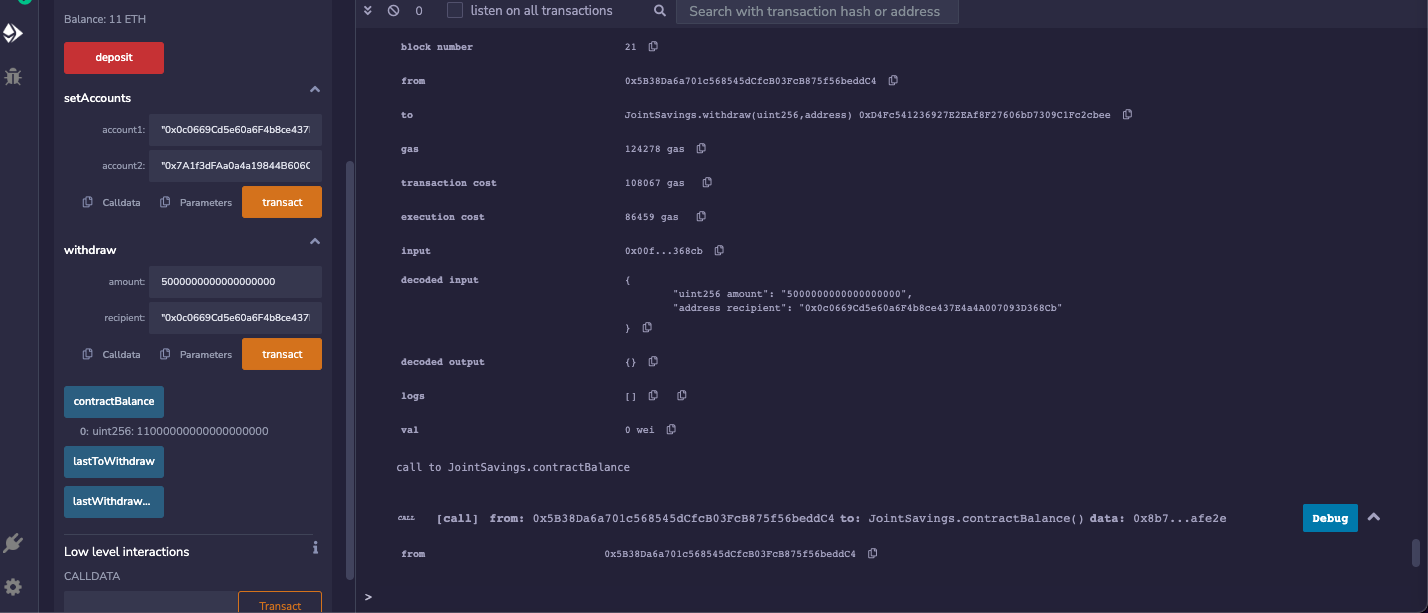 Balance: 11 ETH
deposit
setAccounts
account1: "0x0c0669Cd5e60a6F4b8ce437
account2: "0x7A1f3dFAa0a4a19844B606C
Calldata Parameters transact
withdraw
amount: 5000000000000000000
recipient: "0x0c0669Cd5e60a6F4b8ce437
Calldata Parameters transact
contractBalance
0: uint256: 11000000000000000000
lastToWithdraw
lastWithdraw...
Low level interactions i
CALLDATA
Transact
0 listen on all transactions Search with transaction hash or address
block number 21
from 0x5B38Da6a701c568545dCfcB03FcB875f56beddC4
to JointSavings.withdraw(uint256,address) 0xD4Fc541236927E2EAf8F27606bD7309C1Fc2cbee
gas 124278 gas
transaction cost 108067 gas
execution cost 86459 gas
input 0x00f...368cb
decoded input {
"uint256 amount": "5000000000000000000",
"address recipient": "0x0c0669Cd5e60a6F4b8ce437E4a4A007093D368Cb"
}
decoded output {}
logs []
val 0 wei
call to JointSavings.contractBalance
CALL [call] from: 0x5B38Da6a701c568545dCfcB03FcB875f56beddC4 to: JointSavings.contractBalance() data: 0x8b7...afe2e Debug
from 0x5B38Da6a701c568545dCfcB03FcB875f56beddC4
>